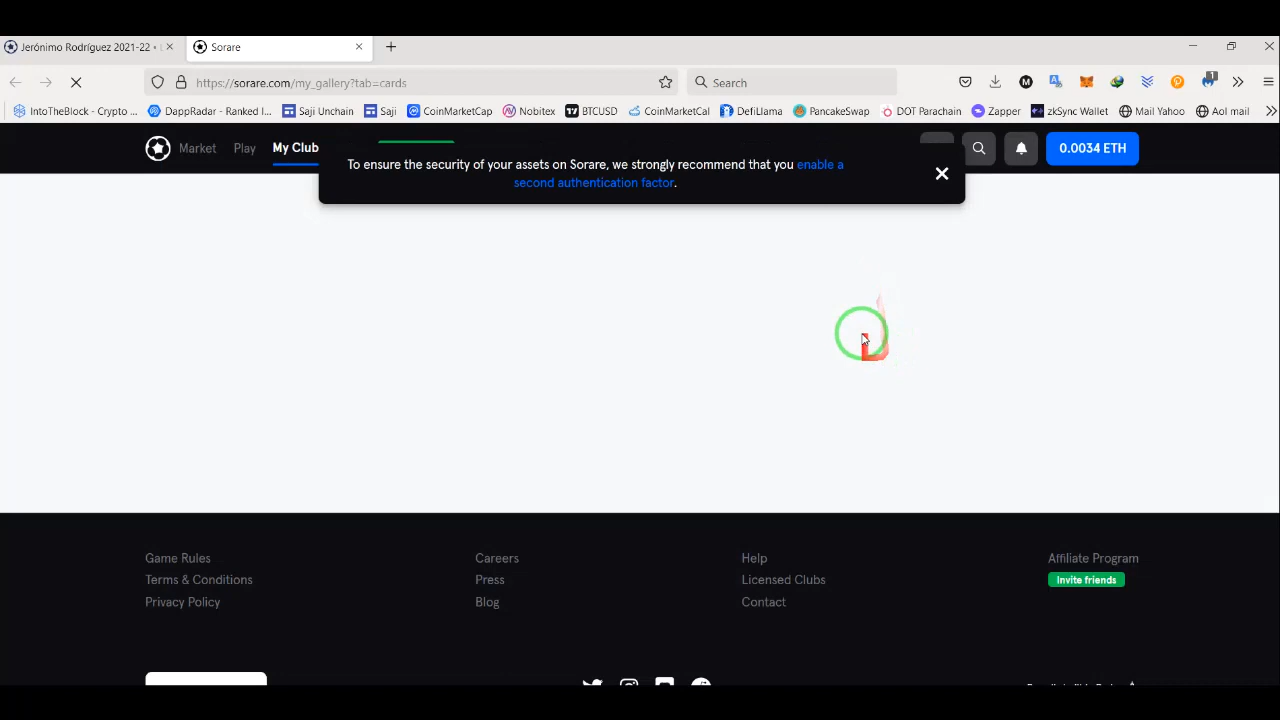 Jerónimo Rodríguez 2021-22 •
Sorare
https://sorare.com/my_gallery?tab=cards
Search
1
IntoTheBlock - Crypto ...
DappRadar - Ranked l...
Saji Unchain
Saji
CoinMarketCap
Nobitex
BTCUSD
CoinMarketCal
DefiLlama
PancakeSwap
DOT Parachain
Zapper
zkSync Wallet
Mail Yahoo
Aol mail
Market
Play
My Club
0.0034 ETH
To ensure the security of your assets on Sorare, we strongly recommend that you enable a
second authentication factor.
Game Rules
Careers
Help
Affiliate Program
Terms & Conditions
Press
Licensed Clubs
Invite friends
Privacy Policy
Blog
Contact